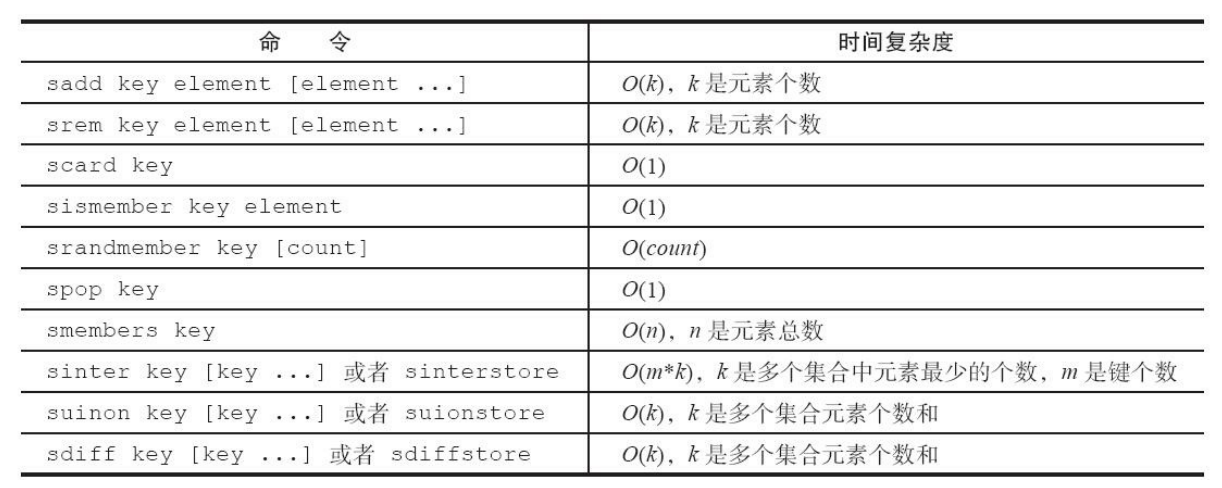 命 令 时间复杂度
sadd key element [element ...] O(k)，k 是元素个数
srem key element [element ...] O(k)，k 是元素个数
scard key O(1)
sismember key element O(1)
srandmember key [count] O(count)
spop key O(1)
smembers key O(n)，n 是元素总数
sinter key [key ...] 或者 sinterstore O(m*k)，k 是多个集合中元素最少的个数，m 是键个数
suinon key [key ...] 或者 suionstore O(k)，k 是多个集合元素个数和
sdiff key [key ...] 或者 sdiffstore O(k)，k 是多个集合元素个数和